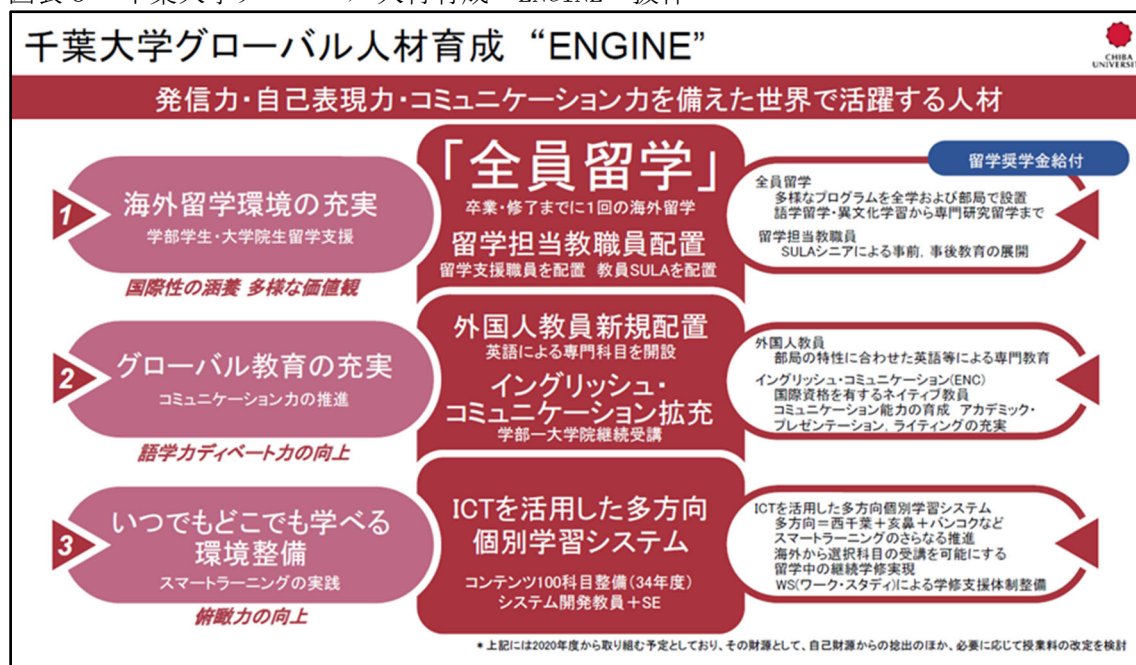 千葉大学グローバル人材育成 “ENGINE”
CHIBA
UNIVERSITY
発信力・自己表現力・コミュニケーション力を備えた世界で活躍する人材
1
海外留学環境の充実
学部学生・大学院生留学支援
国際性の涵養 多様な価値観
「全員留学」
卒業・修了までに1回の海外留学
留学担当教職員配置
留学支援職員を配置 教員SULAを配置
留学奨学金給付
全員留学
多様なプログラムを全学および部局で設置
語学留学・異文化学習から専門研究留学まで
留学担当教職員
SULAシニアによる事前, 事後教育の展開
2
グローバル教育の充実
コミュニケーション力の推進
語学力ディベート力の向上
外国人教員新規配置
英語による専門科目を開設
イングリッシュ・
コミュニケーション拡充
学部ー大学院継続受講
外国人教員
部局の特性に合わせた英語等による専門教育
イングリッシュ・コミュニケーション(ENC)
国際資格を有するネイティブ教員
コミュニケーション能力の育成 アカデミック・
プレゼンテーション, ライティングの充実
3
いつでもどこでも学べる
環境整備
スマートラーニングの実践
俯瞰力の向上
ICTを活用した多方向
個別学習システム
コンテンツ100科目整備(34年度)
システム開発教員＋SE
ICTを活用した多方向個別学習システム
多方向＝西千葉＋亥鼻＋バンコクなど
スマートラーニングのさらなる推進
海外から選択科目の受講を可能にする
留学中の継続学修実現
WS(ワーク・スタディ)による学修支援体制整備
* 上記には2020年度から取り組む予定としており、その財源として、自己財源からの捻出のほか、必要に応じて授業料の改定を検討